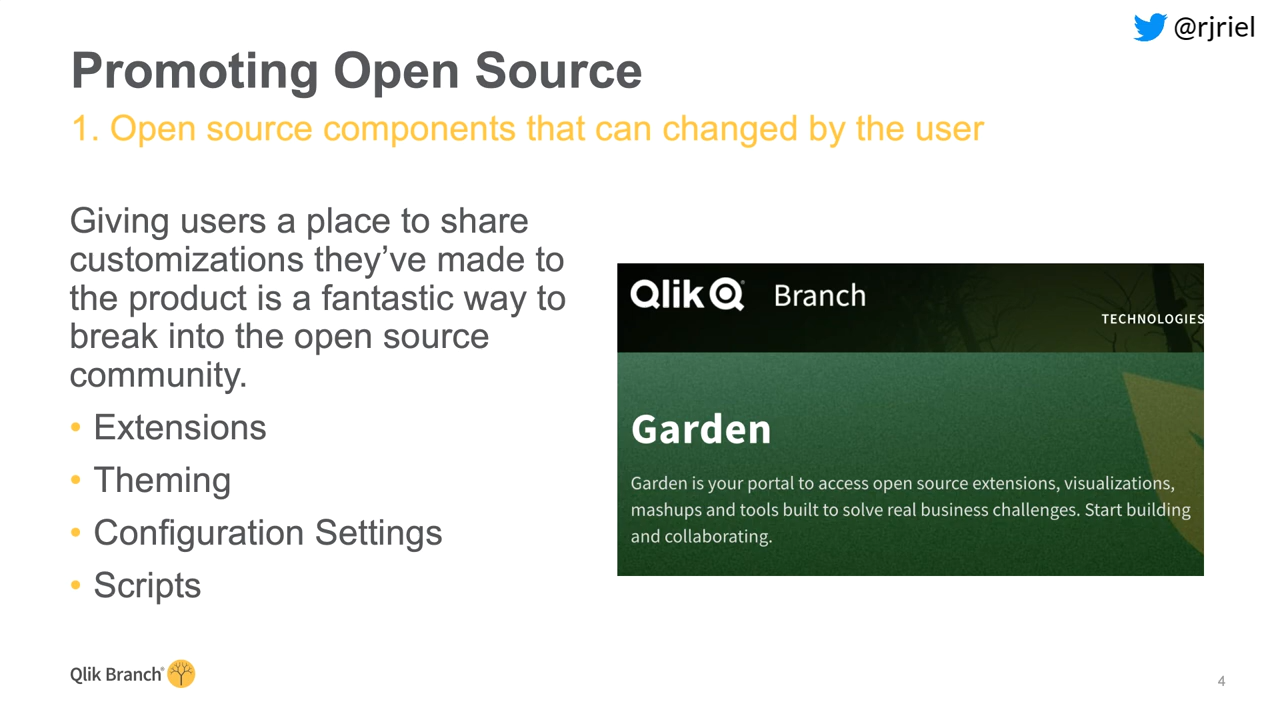 @rjriel
Promoting Open Source
1. Open source components that can changed by the user
Giving users a place to share
customizations they’ve made to
the product is a fantastic way to
break into the open source
community.
• Extensions
• Theming
• Configuration Settings
• Scripts
Qlik Branch
TECHNOLOGIES
Garden
Garden is your portal to access open source extensions, visualizations,
mashups and tools built to solve real business challenges. Start building
and collaborating.
Qlik Branch®
4